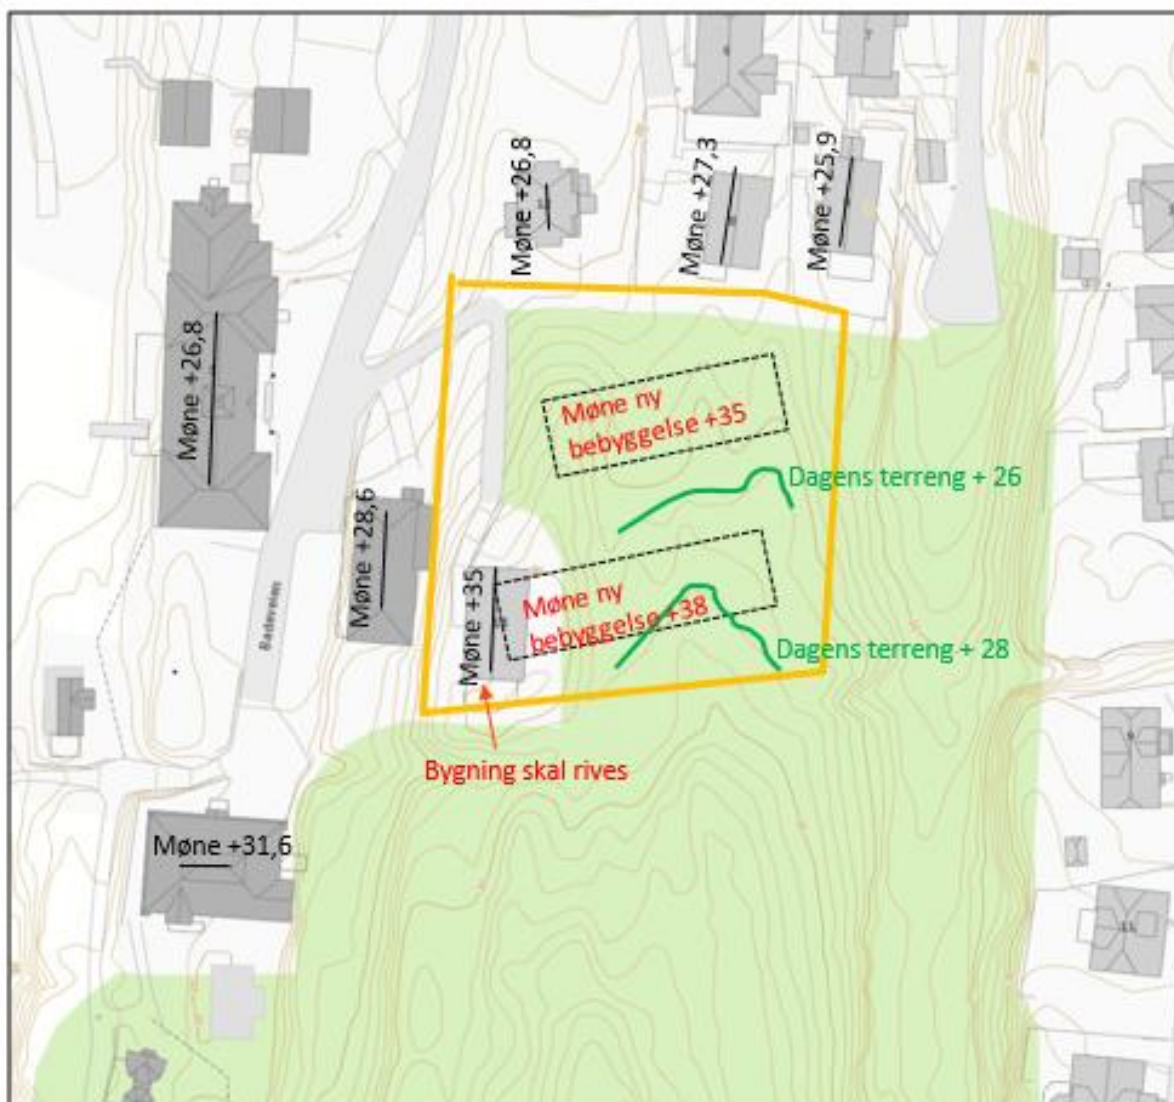 Møne +26,8
Møne +27,3
Møne +25,9
Møne +26,8
Møne ny
bebyggelse +35
Dagens terreng + 26
Møne +28,6
Møne +35
Møne ny
bebyggelse +38
Badeveien
Dagens terreng + 28
Bygning skal rives
9
Møne +31,6
11